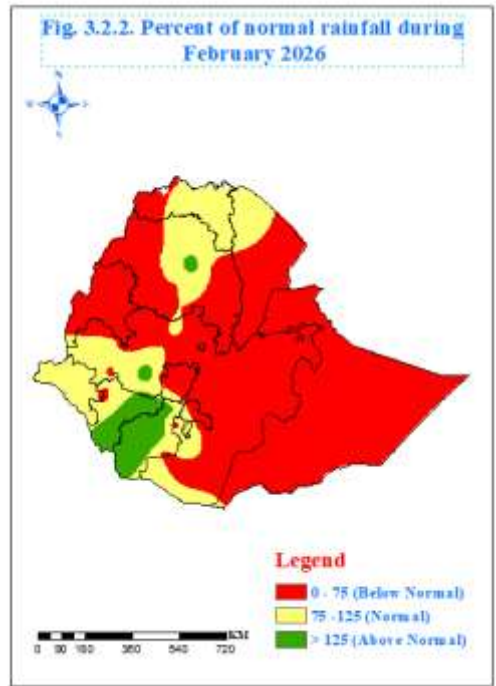 Fig. 3.2.2. Percent of normal rainfall during
February 2026
N
W E
S
Legend
0 - 75 (Below Normal)
75 -125 (Normal)
> 125 (Above Normal)
KM
0 90 180 360 540 720